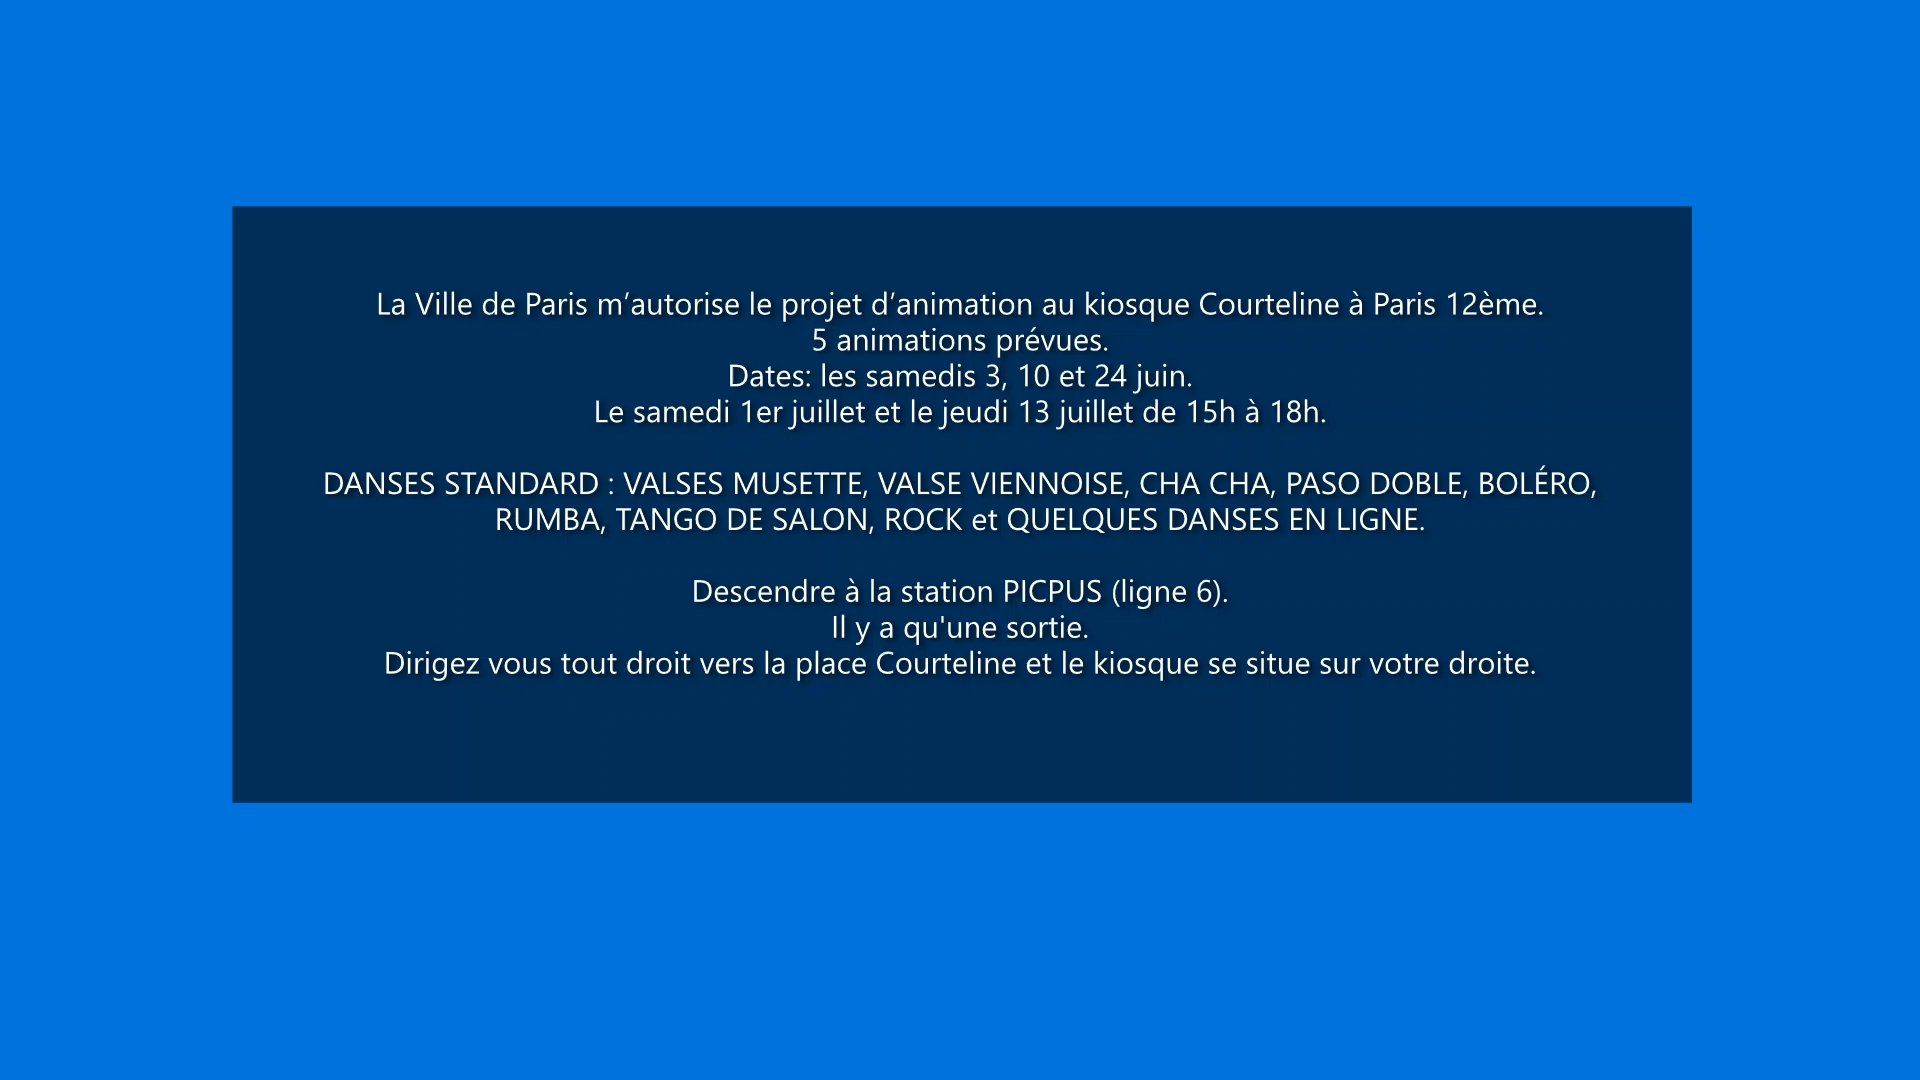 La Ville de Paris m’autorise le projet d’animation au kiosque Courteline à Paris 12ème.
5 animations prévues.
Dates: les samedis 3, 10 et 24 juin.
Le samedi 1er juillet et le jeudi 13 juillet de 15h à 18h.
DANSES STANDARD : VALSES MUSETTE, VALSE VIENNOISE, CHA CHA, PASO DOBLE, BOLÉRO,
RUMBA, TANGO DE SALON, ROCK et QUELQUES DANSES EN LIGNE.
Descendre à la station PICPUS (ligne 6).
Il y a qu'une sortie.
Dirigez vous tout droit vers la place Courteline et le kiosque se situe sur votre droite.